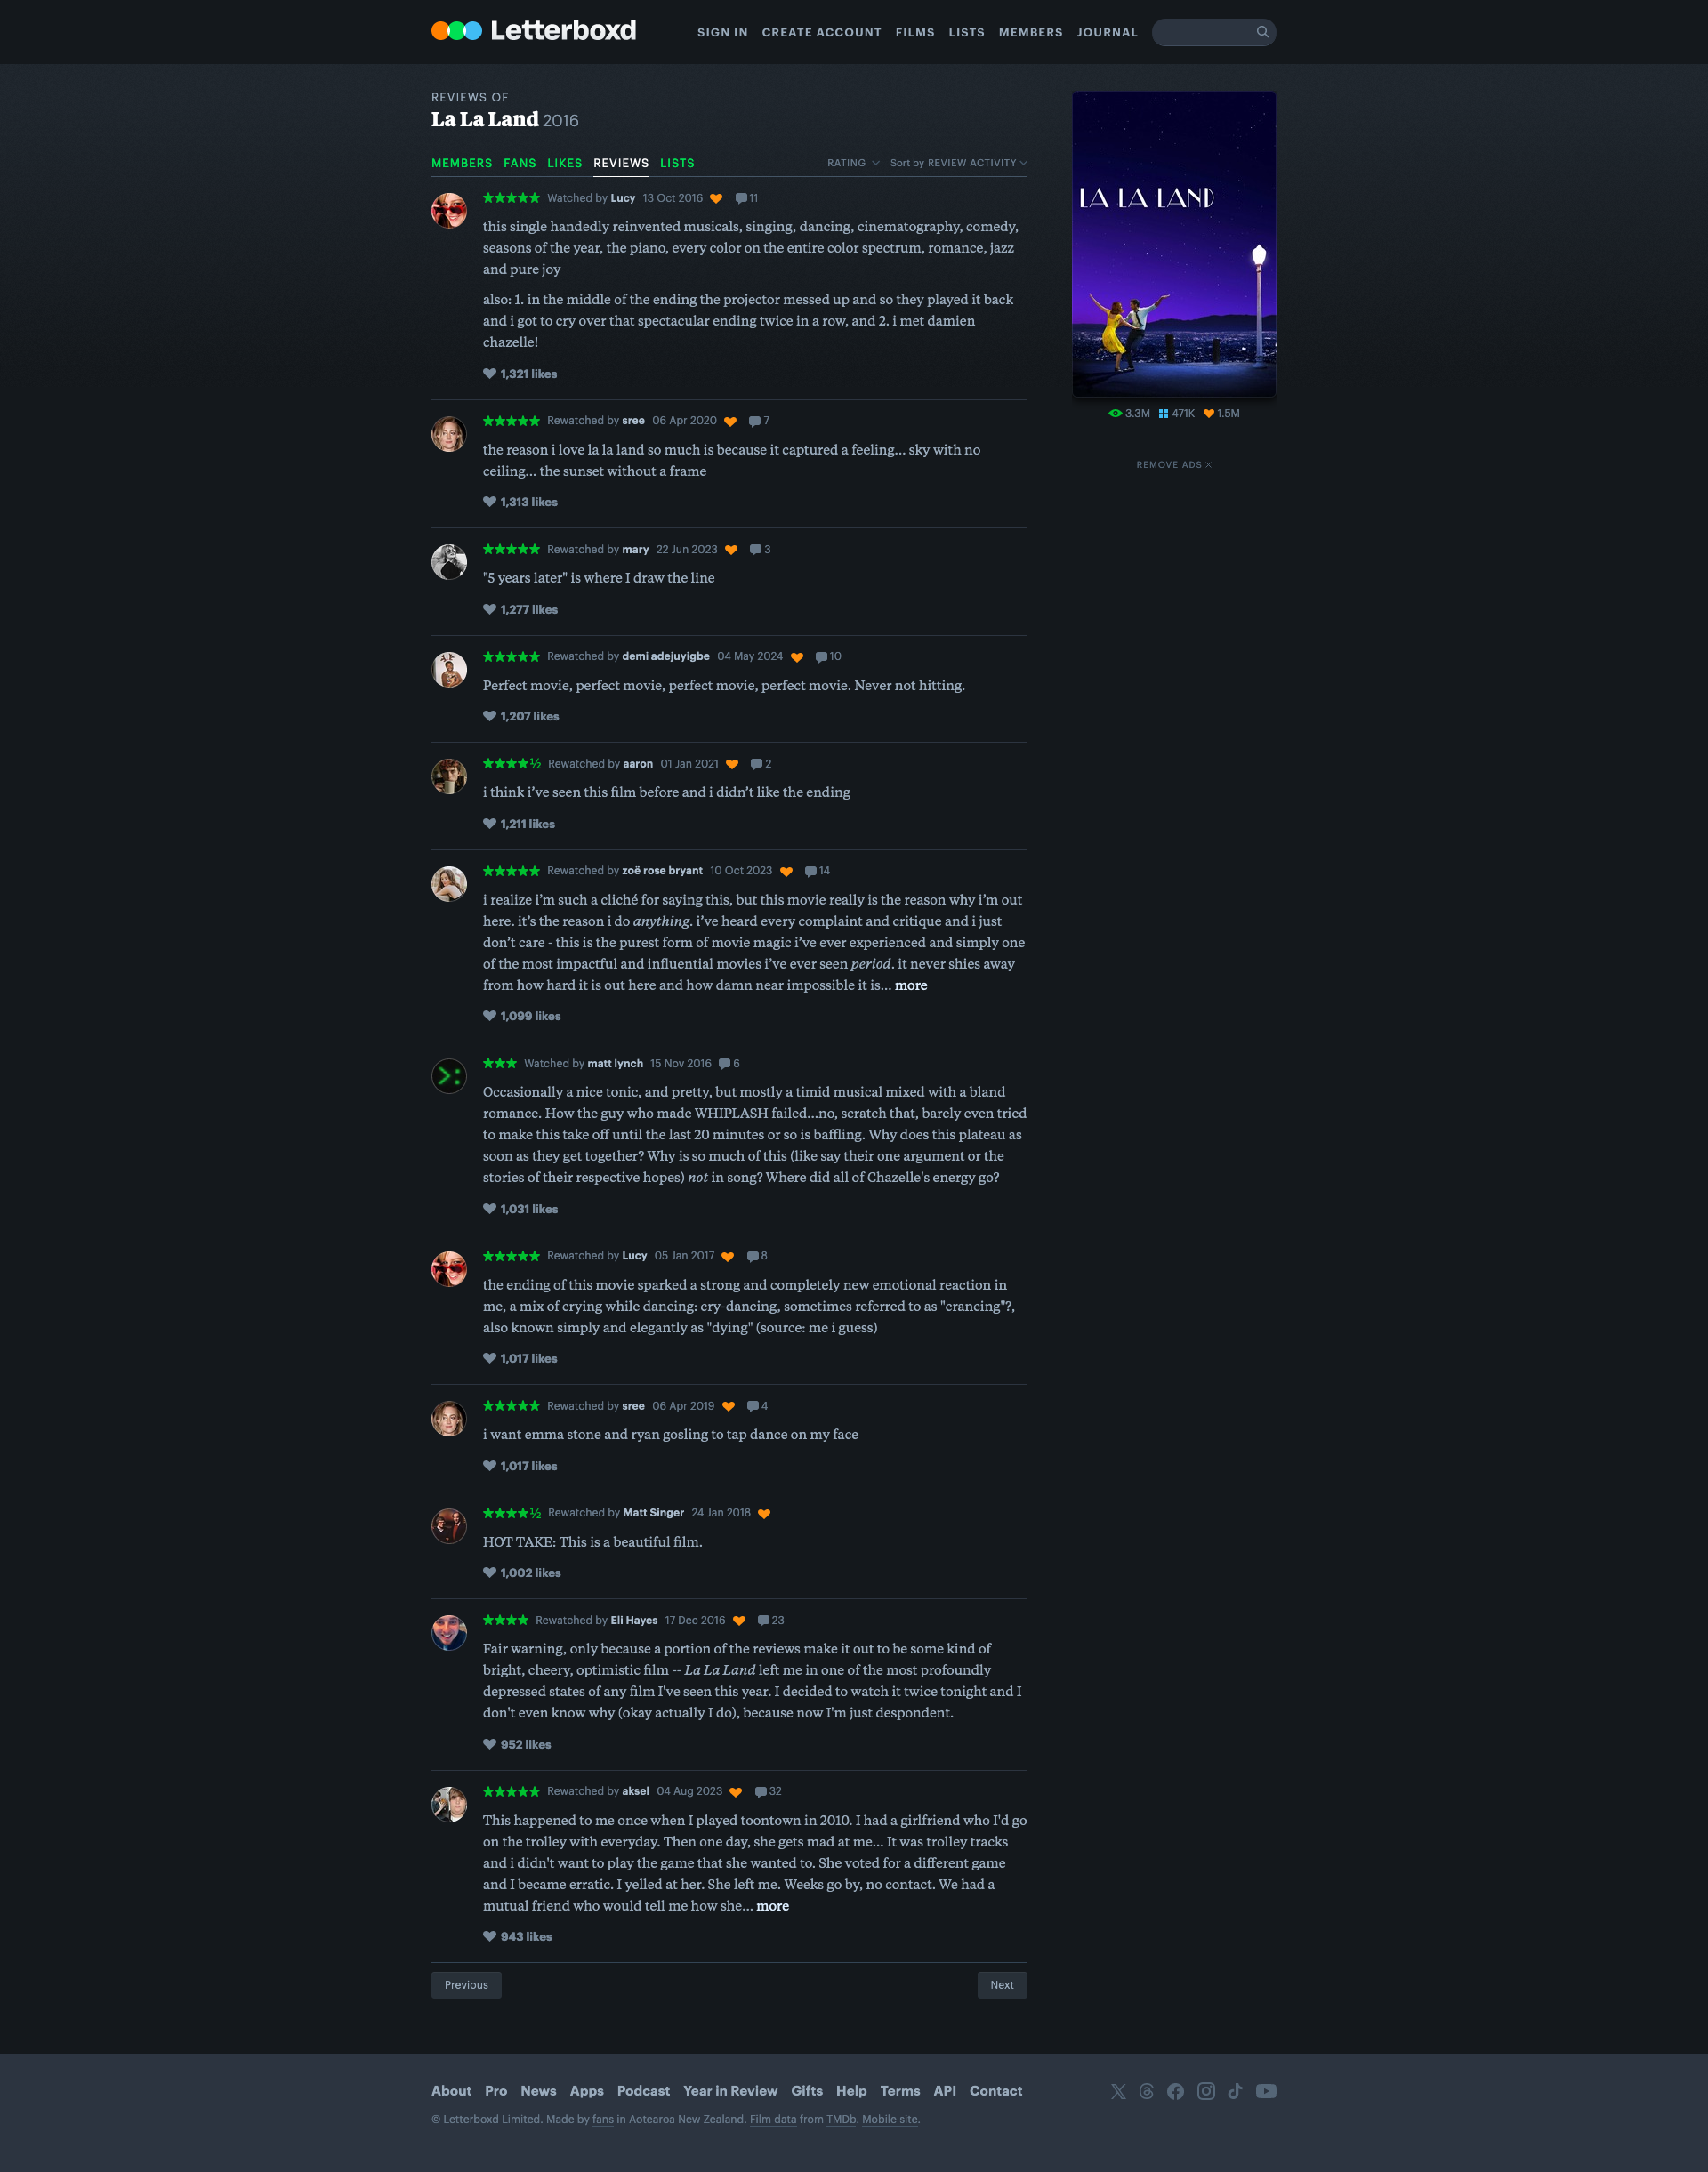 Letterboxd
SIGN IN CREATE ACCOUNT FILMS LISTS MEMBERS JOURNAL
REVIEWS OF
La La Land 2016
MEMBERS FANS LIKES REVIEWS LISTS RATING Sort by REVIEW ACTIVITY
★★★★★ Watched by Lucy 13 Oct 2016 11
this single handedly reinvented musicals, singing, dancing, cinematography, comedy,
seasons of the year, the piano, every color on the entire color spectrum, romance, jazz
and pure joy
also: 1. in the middle of the ending the projector messed up and so they played it back
and i got to cry over that spectacular ending twice in a row, and 2. i met damien
chazelle!
1,321 likes
★★★★★ Rewatched by sree 06 Apr 2020 7
the reason i love la la land so much is because it captured a feeling... sky with no
ceiling... the sunset without a frame
1,313 likes
★★★★★ Rewatched by mary 22 Jun 2023 3
"5 years later" is where I draw the line
1,277 likes
★★★★★ Rewatched by demi adejuyigbe 04 May 2024 10
Perfect movie, perfect movie, perfect movie, perfect movie. Never not hitting.
1,207 likes
★★★★½ Rewatched by aaron 01 Jan 2021 2
i think i’ve seen this film before and i didn’t like the ending
1,211 likes
★★★★★ Rewatched by zoë rose bryant 10 Oct 2023 14
i realize i’m such a cliché for saying this, but this movie really is the reason why i’m out
here. it’s the reason i do anything. i’ve heard every complaint and critique and i just
don’t care - this is the purest form of movie magic i’ve ever experienced and simply one
of the most impactful and influential movies i’ve ever seen period. it never shies away
from how hard it is out here and how damn near impossible it is... more
1,099 likes
★★★ Watched by matt lynch 15 Nov 2016 6
Occasionally a nice tonic, and pretty, but mostly a timid musical mixed with a bland
romance. How the guy who made WHIPLASH failed...no, scratch that, barely even tried
to make this take off until the last 20 minutes or so is baffling. Why does this plateau as
soon as they get together? Why is so much of this (like say their one argument or the
stories of their respective hopes) not in song? Where did all of Chazelle's energy go?
1,031 likes
★★★★★ Rewatched by Lucy 05 Jan 2017 8
the ending of this movie sparked a strong and completely new emotional reaction in
me, a mix of crying while dancing: cry-dancing, sometimes referred to as "crancing"?,
also known simply and elegantly as "dying" (source: me i guess)
1,017 likes
★★★★★ Rewatched by sree 06 Apr 2019 4
i want emma stone and ryan gosling to tap dance on my face
1,017 likes
★★★★½ Rewatched by Matt Singer 24 Jan 2018
HOT TAKE: This is a beautiful film.
1,002 likes
★★★★ Rewatched by Eli Hayes 17 Dec 2016 23
Fair warning, only because a portion of the reviews make it out to be some kind of
bright, cheery, optimistic film -- La La Land left me in one of the most profoundly
depressed states of any film I've seen this year. I decided to watch it twice tonight and I
don't even know why (okay actually I do), because now I'm just despondent.
952 likes
★★★★★ Rewatched by aksel 04 Aug 2023 32
This happened to me once when I played toontown in 2010. I had a girlfriend who I'd go
on the trolley with everyday. Then one day, she gets mad at me... It was trolley tracks
and i didn't want to play the game that she wanted to. She voted for a different game
and I became erratic. I yelled at her. She left me. Weeks go by, no contact. We had a
mutual friend who would tell me how she... more
943 likes
Previous Next
LA LA LAND
3.3M 471K 1.5M
REMOVE ADS
About Pro News Apps Podcast Year in Review Gifts Help Terms API Contact
© Letterboxd Limited. Made by fans in Aotearoa New Zealand. Film data from TMDb. Mobile site.